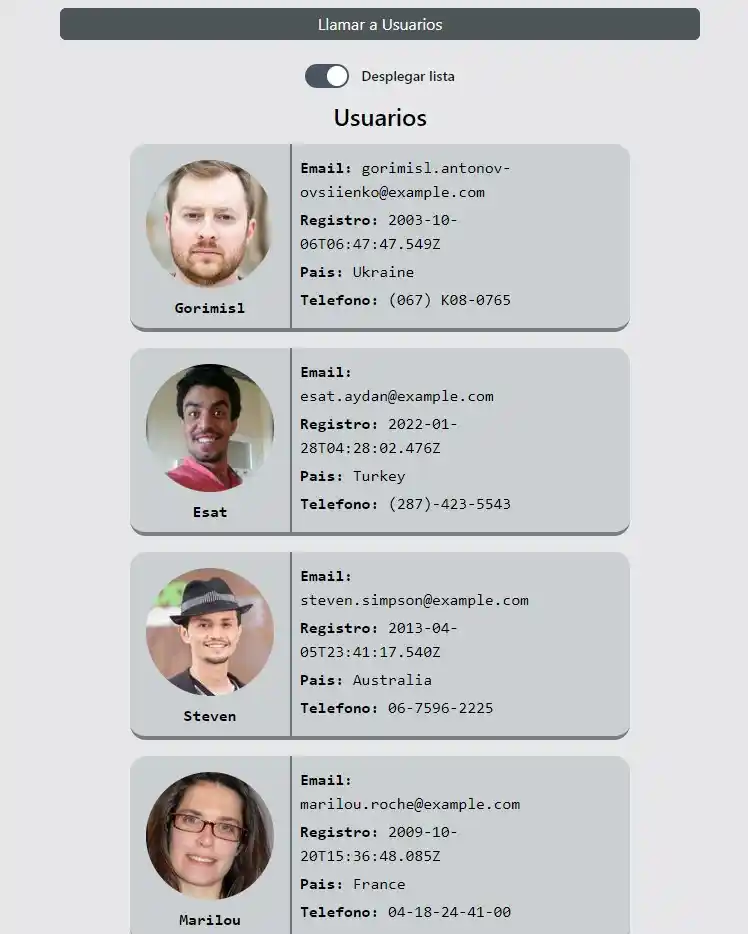 Llamar a Usuarios
Desplegar lista
Usuarios
Email: gorimisl.antonov-
ovsiienko@example.com
Registro: 2003-10-
06T06:47:47.549Z
Pais: Ukraine
Telefono: (067) K08-0765
Gorimisl
Email:
esat.aydan@example.com
Registro: 2022-01-
28T04:28:02.476Z
Pais: Turkey
Telefono: (287)-423-5543
Esat
Email:
steven.simpson@example.com
Registro: 2013-04-
05T23:41:17.540Z
Pais: Australia
Telefono: 06-7596-2225
Steven
Email:
marilou.roche@example.com
Registro: 2009-10-
20T15:36:48.085Z
Pais: France
Telefono: 04-18-24-41-00
Marilou